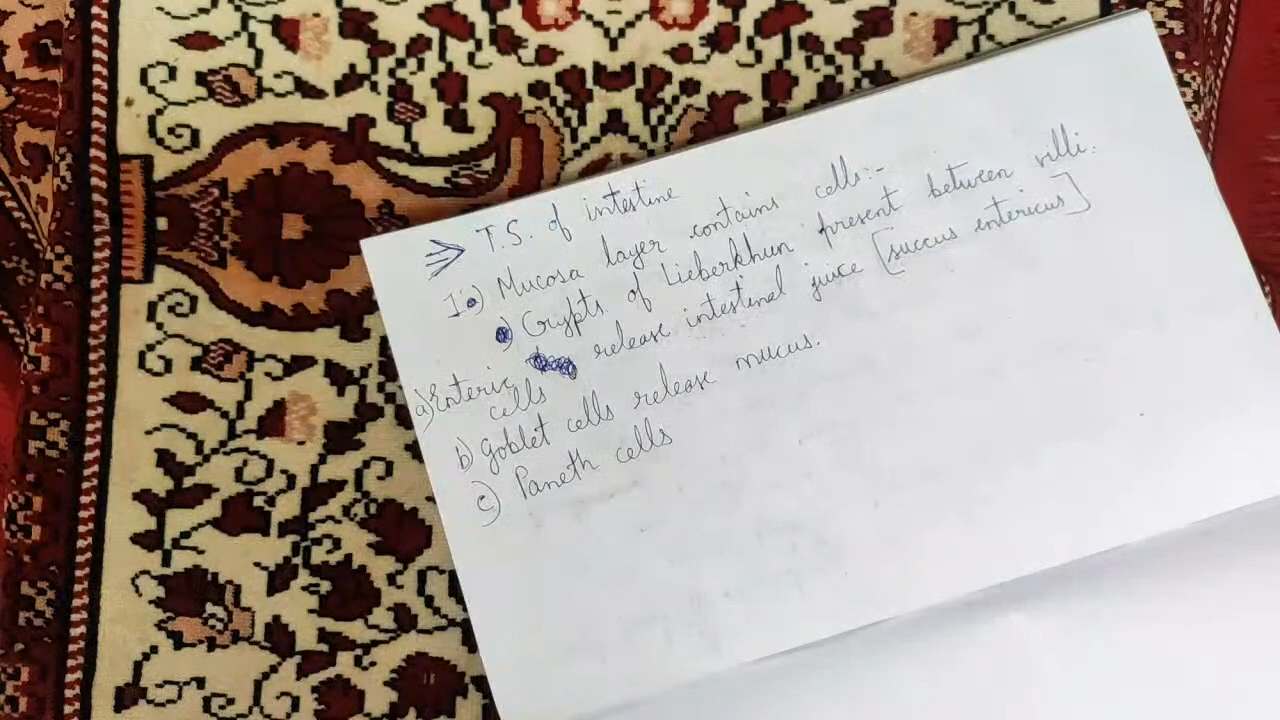 ⇒ T.S. of intestine
1.) Mucosa layer contains cells:-
•) Crypts of Lieberkhun present between villi.
a) Enteric cells release intestinal juice [succus entericus]
b) Goblet cells release mucus.
c) Paneth cells